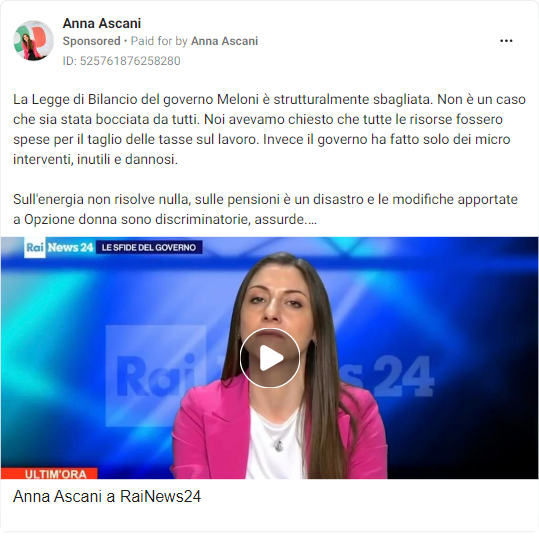 Anna Ascani
Sponsored • Paid for by Anna Ascani
ID: 525761876258280
La Legge di Bilancio del governo Meloni è strutturalmente sbagliata. Non è un caso
che sia stata bocciata da tutti. Noi avevamo chiesto che tutte le risorse fossero
spese per il taglio delle tasse sul lavoro. Invece il governo ha fatto solo dei micro
interventi, inutili e dannosi.
Sull'energia non risolve nulla, sulle pensioni è un disastro e le modifiche apportate
a Opzione donna sono discriminatorie, assurde....
Rai News 24 LE SFIDE DEL GOVERNO
Rai News 24
ULTIM'ORA
Anna Ascani a RaiNews24